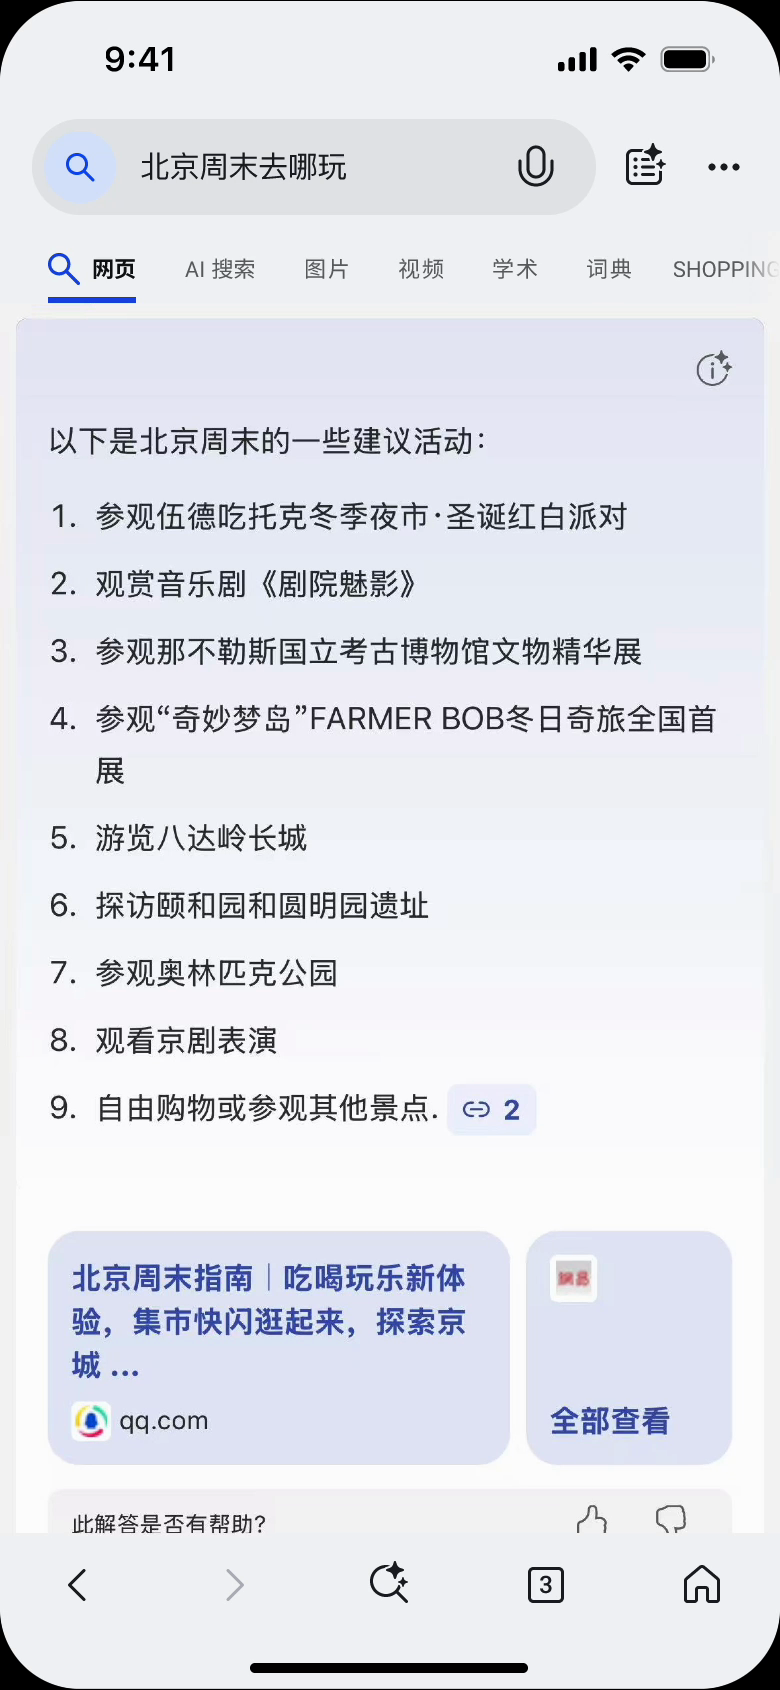 9:41
北京周末去哪玩
网页 AI 搜索 图片 视频 学术 词典 SHOPPING
以下是北京周末的一些建议活动：
1. 参观伍德吃托克冬季夜市·圣诞红白派对
2. 观赏音乐剧《剧院魅影》
3. 参观那不勒斯国立考古博物馆文物精华展
4. 参观“奇妙梦岛”FARMER BOB冬日奇旅全国首
展
5. 游览八达岭长城
6. 探访颐和园和圆明园遗址
7. 参观奥林匹克公园
8. 观看京剧表演
9. 自由购物或参观其他景点. 2
北京周末指南｜吃喝玩乐新体
验，集市快闪逛起来，探索京
城 ...
qq.com
網易
全部查看
此解答是否有帮助?
3